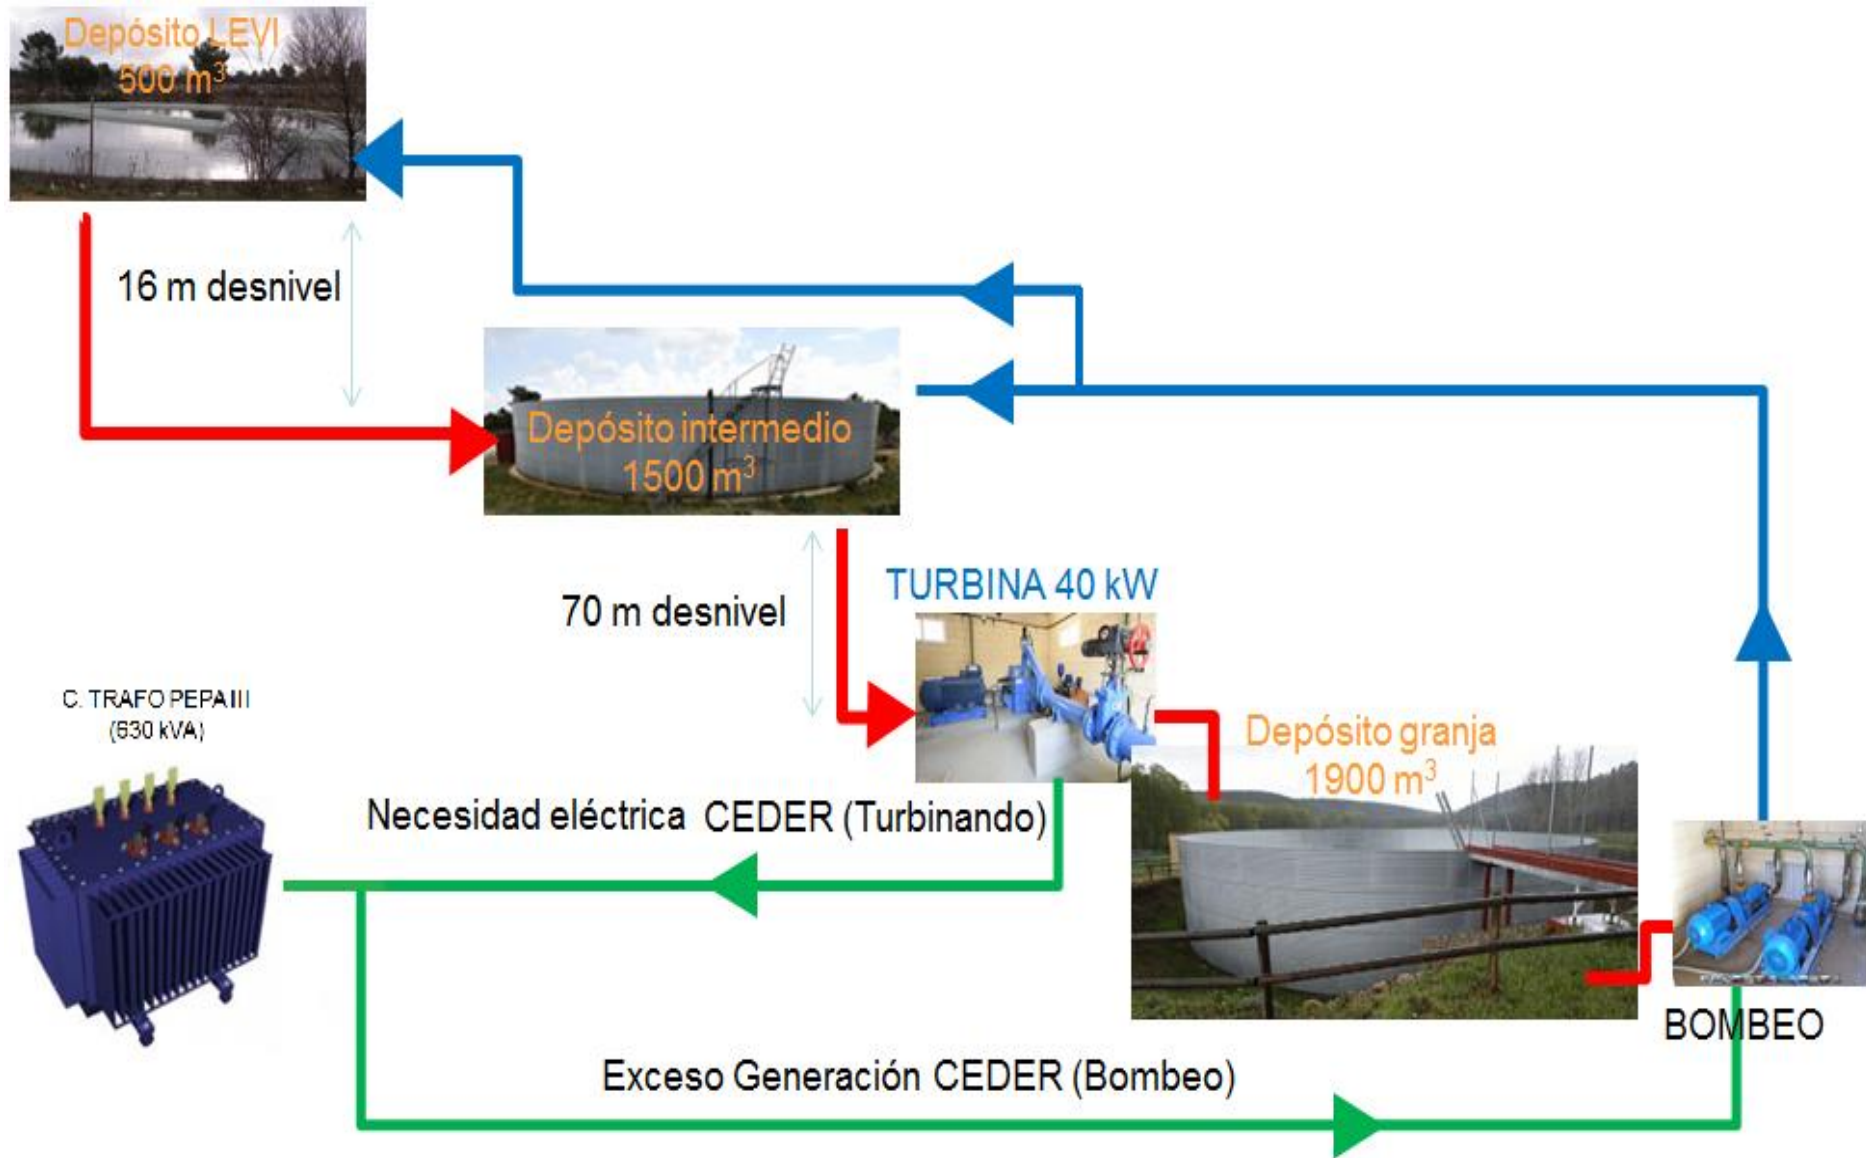 Depósito LEVI
500 m³
16 m desnivel
Depósito intermedio
1500 m³
70 m desnivel
TURBINA 40 kW
C. TRAFO PEPA III
(630 kVA)
Depósito granja
1900 m³
Necesidad eléctrica CEDER (Turbinando)
BOMBEO
Exceso Generación CEDER (Bombeo)